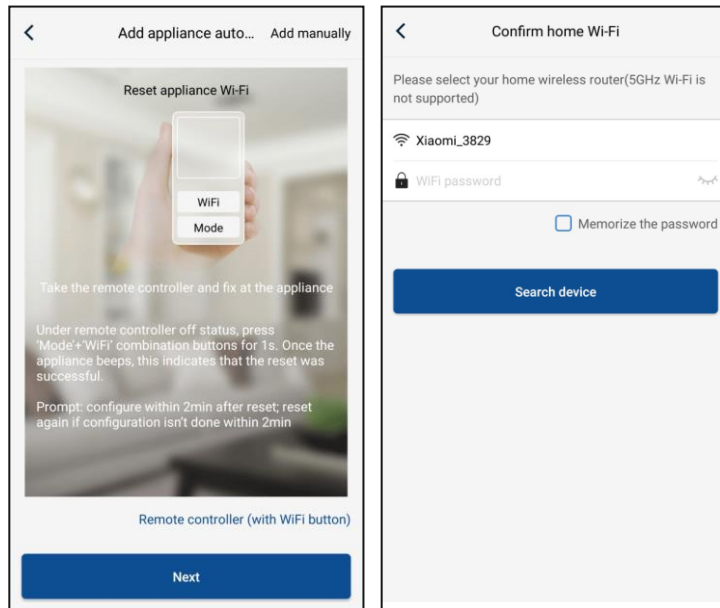 Add appliance auto... Add manually
Reset appliance Wi-Fi
WiFi
Mode
Take the remote controller and fix at the appliance
Under remote controller off status, press
'Mode'+'WiFi' combination buttons for 1s. Once the
appliance beeps, this indicates that the reset was
successful.
Prompt: configure within 2min after reset; reset
again if configuration isn't done within 2min
Remote controller (with WiFi button)
Next
Confirm home Wi-Fi
Please select your home wireless router(5GHz Wi-Fi is
not supported)
Xiaomi_3829
WiFi password
Memorize the password
Search device